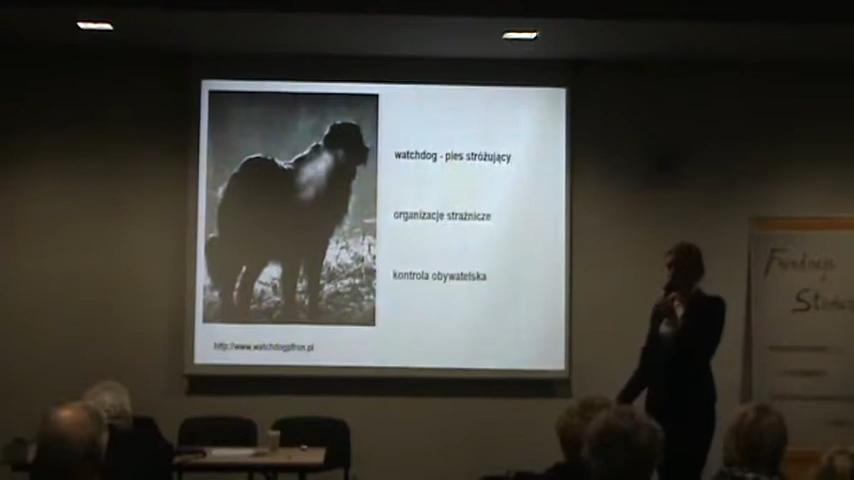 watchdog - pies stróżujący
organizacje strażnicze
kontrola obywatelska
http://www.watchdogpfron.pl
Fundacja